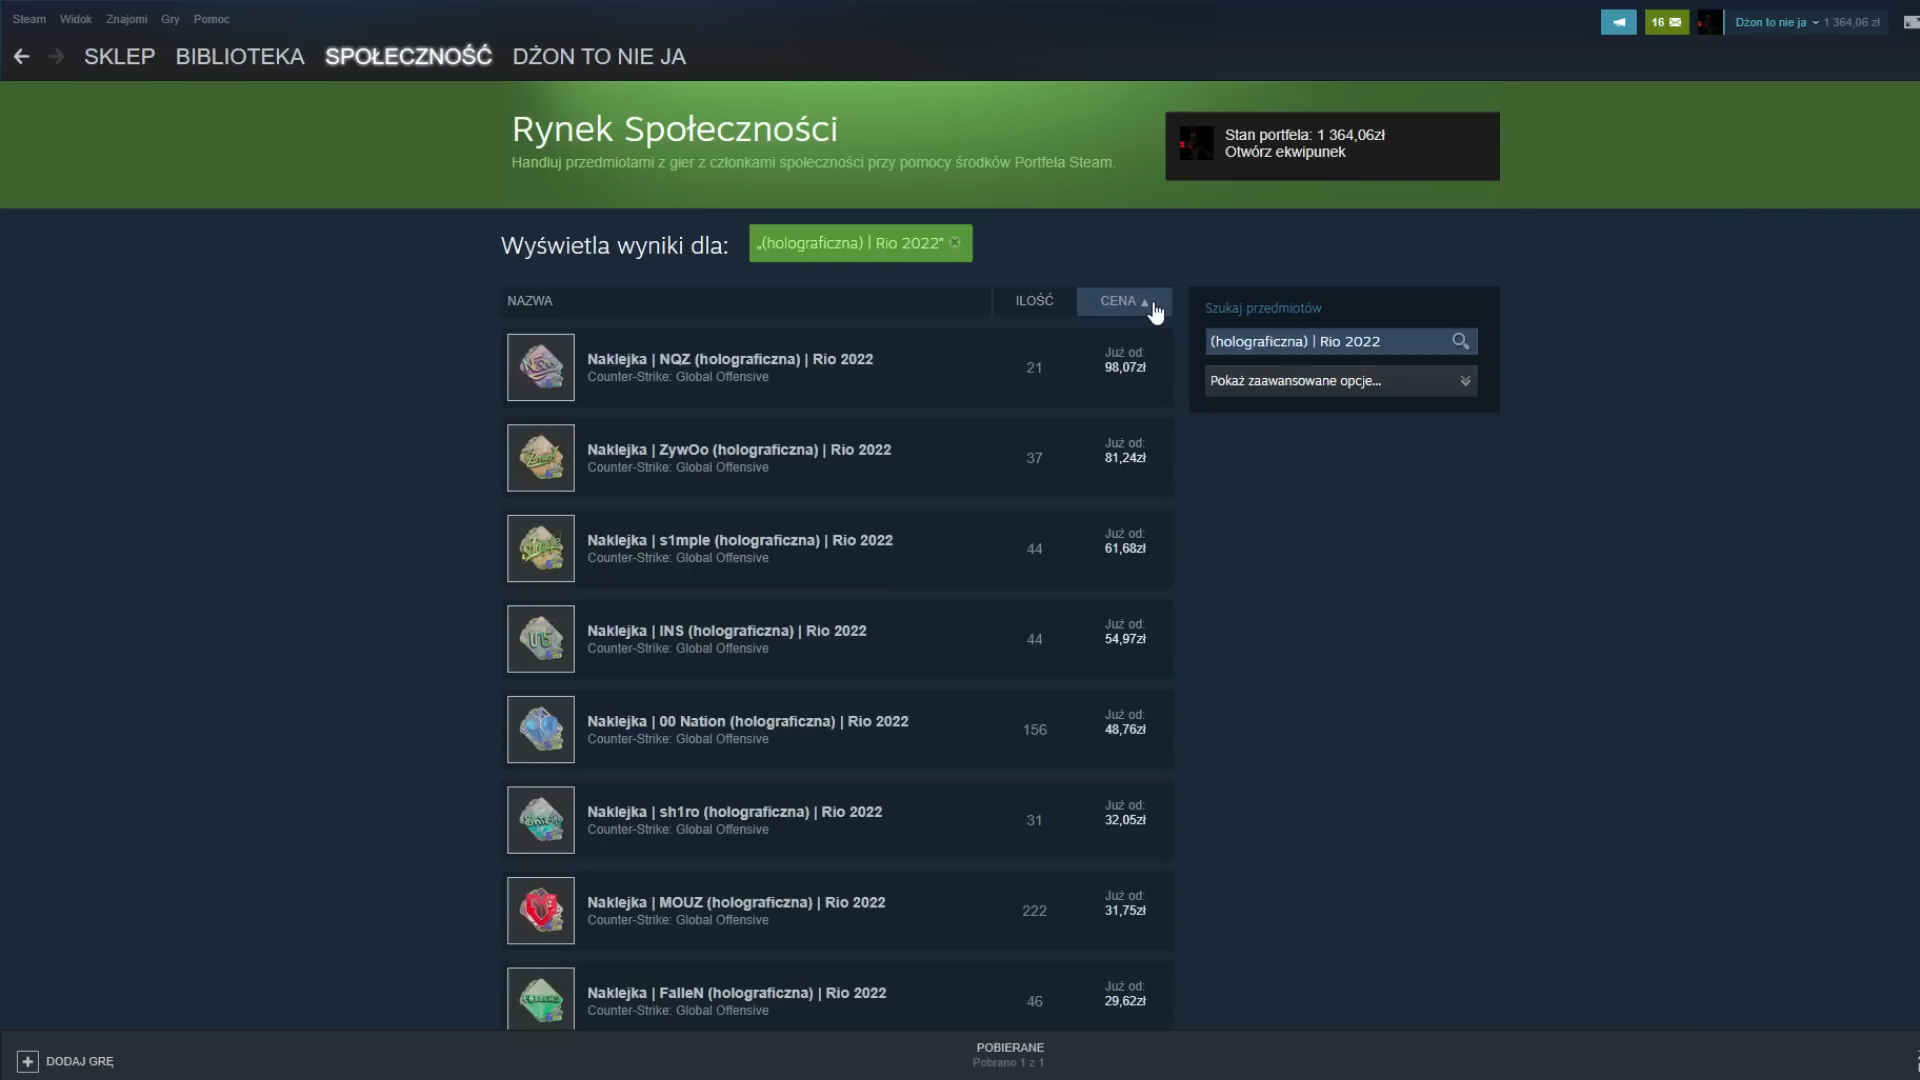 Steam Widok Znajomi Gry Pomoc
16
Dżon to nie ja 1 364,06 zł
SKLEP BIBLIOTEKA SPOŁECZNOŚĆ DŻON TO NIE JA
Rynek Społeczności
Handluj przedmiotami z gier z członkami społeczności przy pomocy środków Portfela Steam.
Stan portfela: 1 364,06zł
Otwórz ekwipunek
Wyświetla wyniki dla:
„(holograficzna) | Rio 2022”
NAZWA ILOŚĆ CENA ▲
Szukaj przedmiotów
(holograficzna) | Rio 2022
Pokaż zaawansowane opcje...
Naklejka | NQZ (holograficzna) | Rio 2022
Counter-Strike: Global Offensive
21
Już od:
98,07zł
Naklejka | ZywOo (holograficzna) | Rio 2022
Counter-Strike: Global Offensive
37
Już od:
81,24zł
Naklejka | s1mple (holograficzna) | Rio 2022
Counter-Strike: Global Offensive
44
Już od:
61,68zł
Naklejka | INS (holograficzna) | Rio 2022
Counter-Strike: Global Offensive
44
Już od:
54,97zł
Naklejka | 00 Nation (holograficzna) | Rio 2022
Counter-Strike: Global Offensive
156
Już od:
48,76zł
Naklejka | sh1ro (holograficzna) | Rio 2022
Counter-Strike: Global Offensive
31
Już od:
32,05zł
Naklejka | MOUZ (holograficzna) | Rio 2022
Counter-Strike: Global Offensive
222
Już od:
31,75zł
Naklejka | FalleN (holograficzna) | Rio 2022
Counter-Strike: Global Offensive
46
Już od:
29,62zł
DODAJ GRĘ
POBIERANE
Pobrano 1 z 1